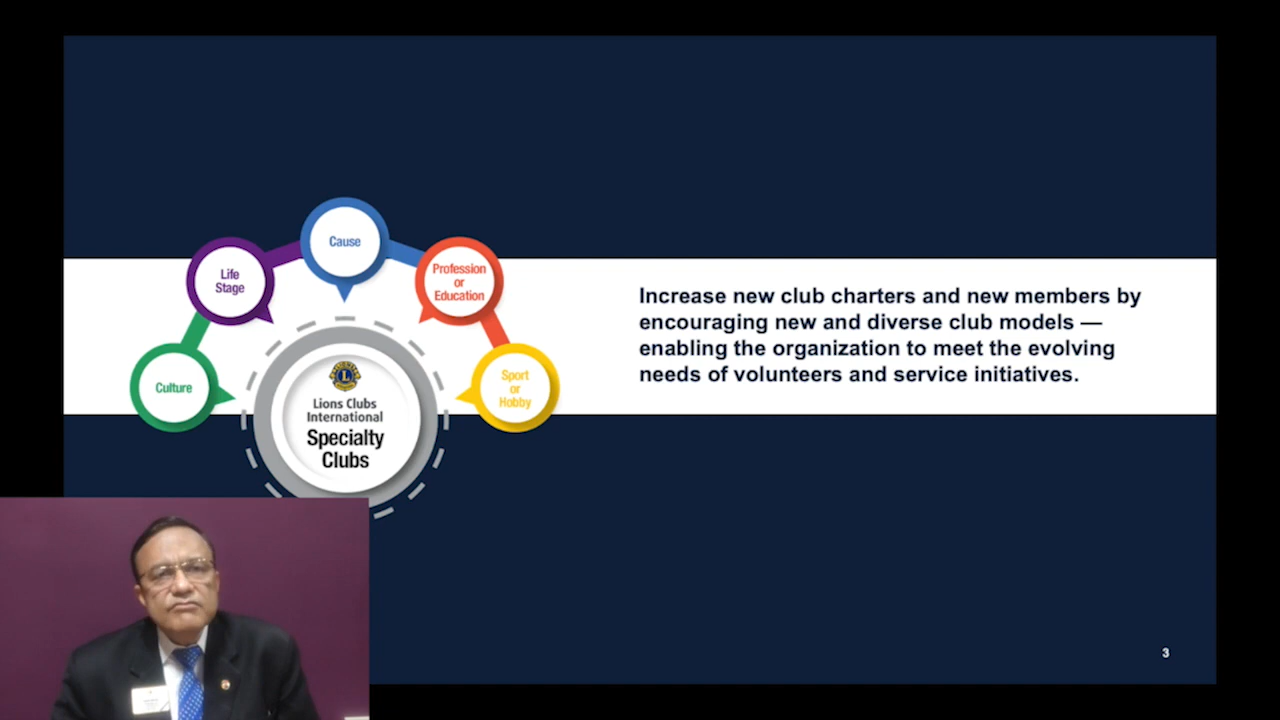 Cause
Life
Stage
Profession
or
Education
Culture
Sport
or
Hobby
Lions Clubs
International
Specialty
Clubs
Increase new club charters and new members by
encouraging new and diverse club models —
enabling the organization to meet the evolving
needs of volunteers and service initiatives.
3